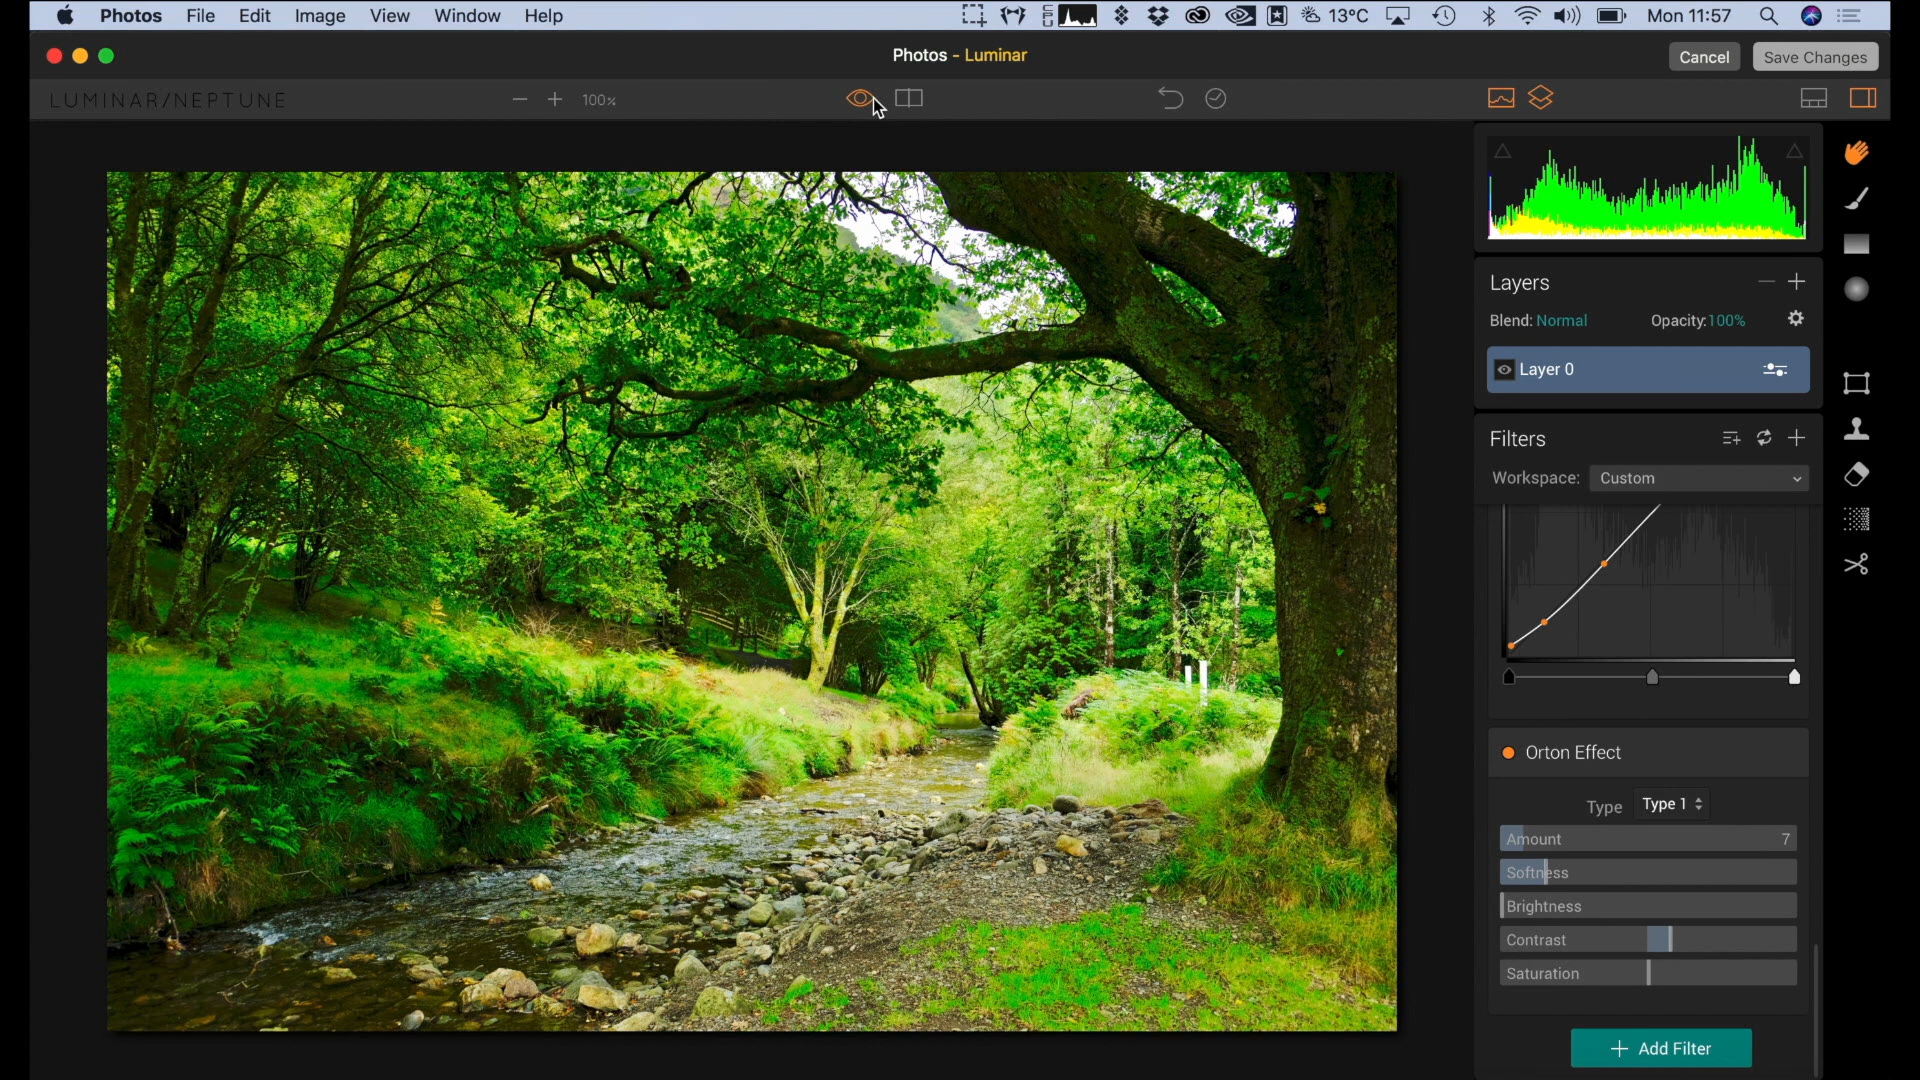 Photos File Edit Image View Window Help 13°C Mon 11:57
Photos - Luminar
Cancel Save Changes
LUMINAR/NEPTUNE 100%
Layers
Blend: Normal Opacity: 100%
Layer 0
Filters
Workspace: Custom
Orton Effect
Type Type 1
Amount 7
Softness
Brightness
Contrast
Saturation
Add Filter